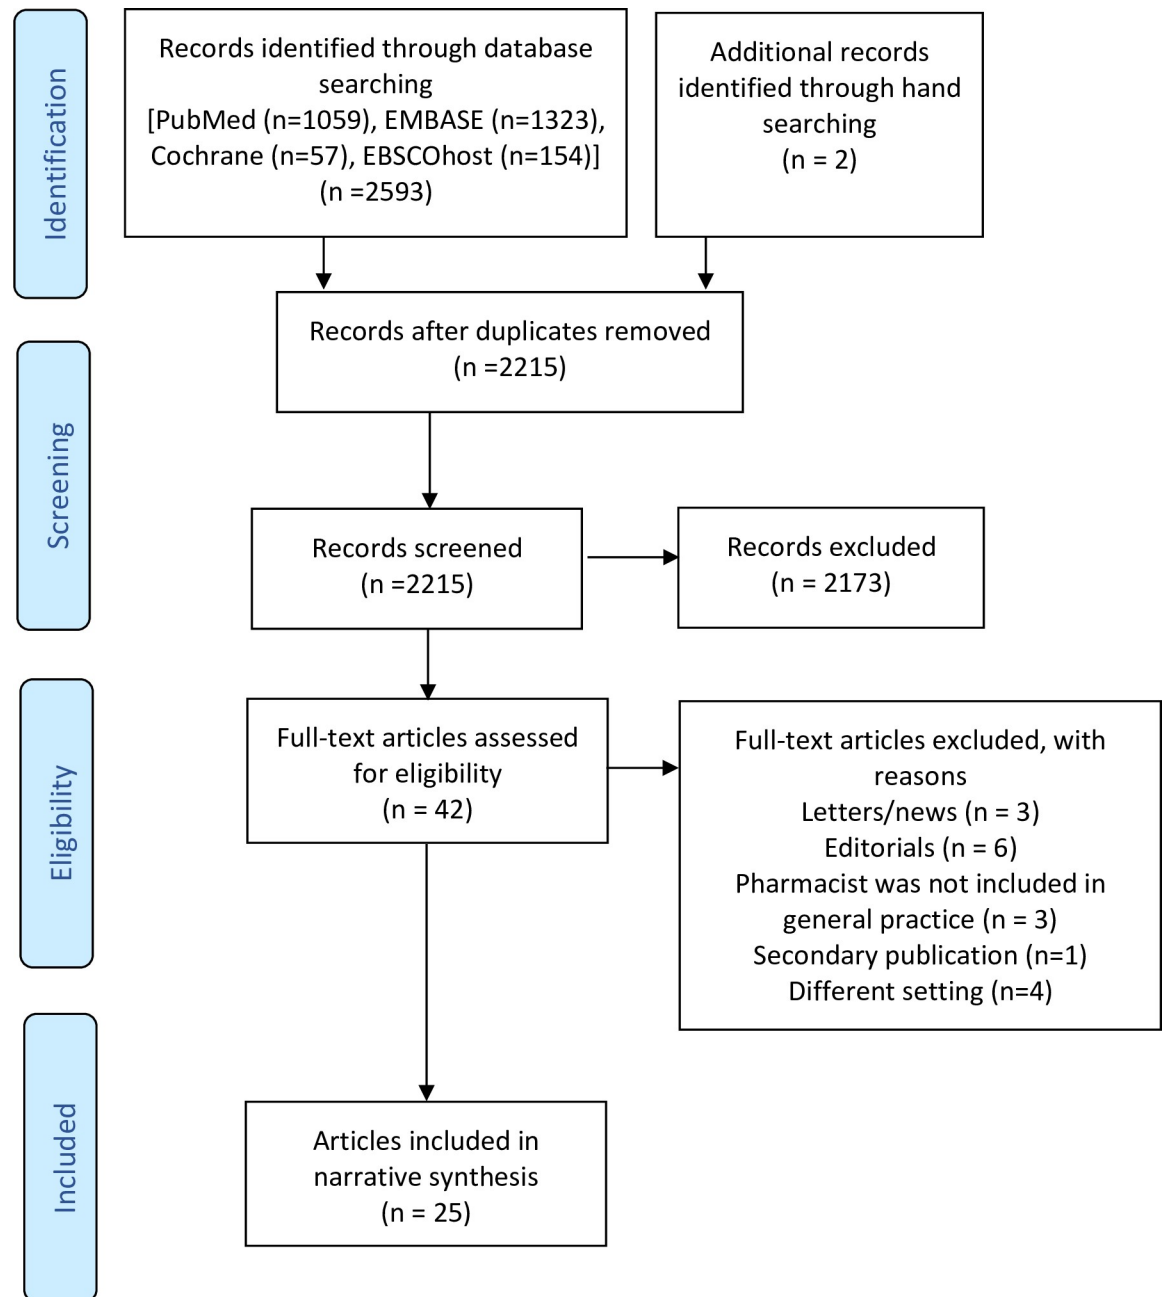 Identification
Records identified through database
searching
[PubMed (n=1059), EMBASE (n=1323),
Cochrane (n=57), EBSCOhost (n=154)]
(n =2593)
Additional records
identified through hand
searching
(n = 2)
Records after duplicates removed
(n =2215)
Screening
Records screened
(n =2215)
Records excluded
(n = 2173)
Eligibility
Full-text articles assessed
for eligibility
(n = 42)
Full-text articles excluded, with
reasons
Letters/news (n = 3)
Editorials (n = 6)
Pharmacist was not included in
general practice (n = 3)
Secondary publication (n=1)
Different setting (n=4)
Included
Articles included in
narrative synthesis
(n = 25)